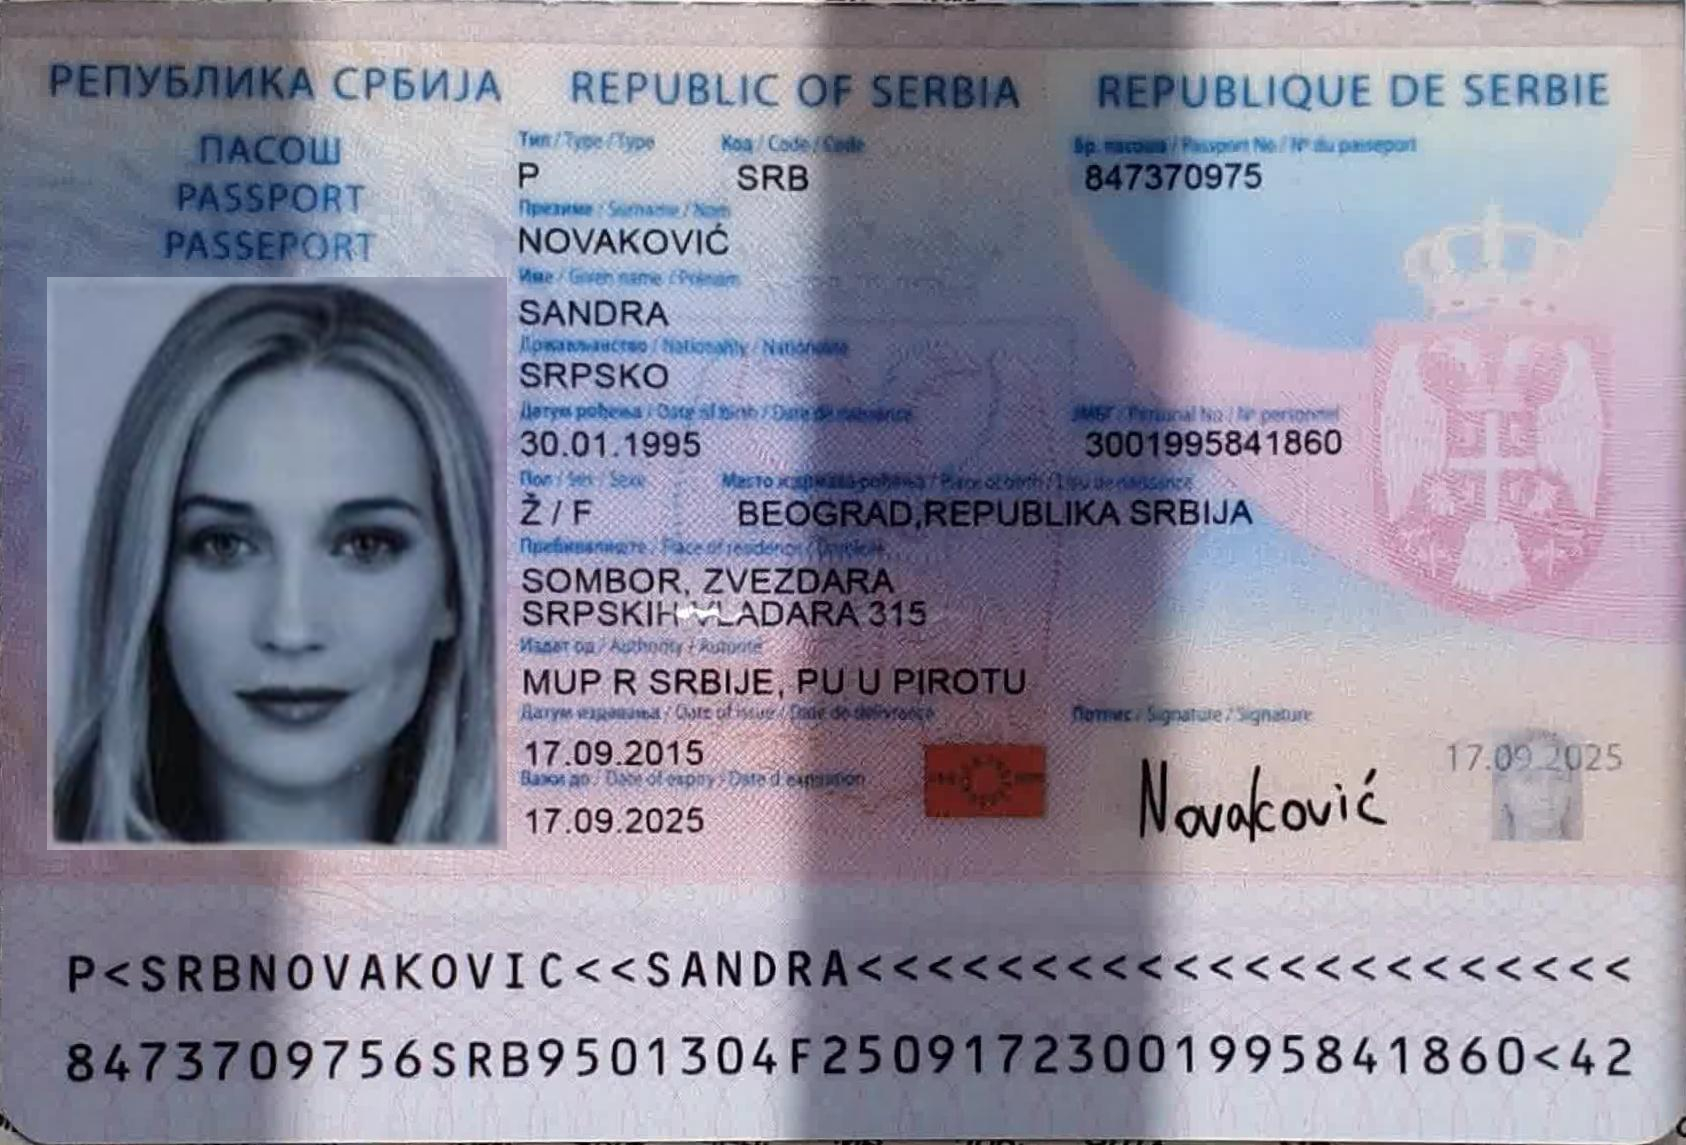 РЕПУБЛИКА СРБИЈА REPUBLIC OF SERBIA REPUBLIQUE DE SERBIE
ПАСОШ
PASSPORT
PASSEPORT
Тип / Type / Type Код / Code / Code Бр. пасоша / Passport No / Nº du passeport
P SRB 847370975
Презиме / Surname / Nom
NOVAKOVIĆ
Име / Given name / Prénom
SANDRA
Држављанство / Nationality / Nationalité
SRPSKO
Датум рођења / Date of birth / Date de naissance ЈМБГ / Personal No / Nº personnel
30.01.1995 3001995841860
Пол / Sex / Sexe Место и држава рођења / Place of birth / Lieu de naissance
Ž / F BEOGRAD,REPUBLIKA SRBIJA
Пребивалиште / Place of residence / Domicile
SOMBOR, ZVEZDARA
SRPSKIH VLADARA 315
Издат од / Authority / Autorité
MUP R SRBIJE, PU U PIROTU
Датум издавања / Date of issue / Date de délivrance Потпис / Signature / Signature
17.09.2015
Важи до / Date of expiry / Date d'expiration
17.09.2025
Novaković
17.09.2025
P<SRBNOVAKOVIC<<SANDRA<<<<<<<<<<<<<<<<<<<<<<
8473709756SRB9501304F25091723001995841860<42